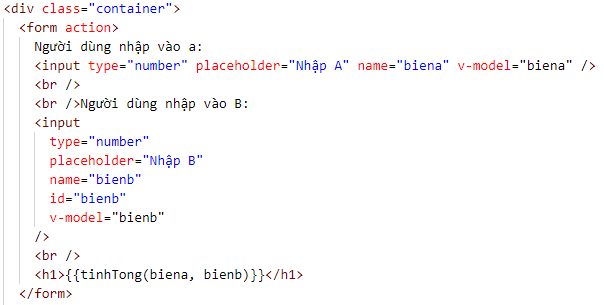 <div class="container">
<form action>
Người dùng nhập vào a:
<input type="number" placeholder="Nhập A" name="biena" v-model="biena" />
<br />
<br />Người dùng nhập vào B:
<input
type="number"
placeholder="Nhập B"
name="bienb"
id="bienb"
v-model="bienb"
/>
<br />
<h1>{{tinhTong(biena, bienb)}}</h1>
</form>